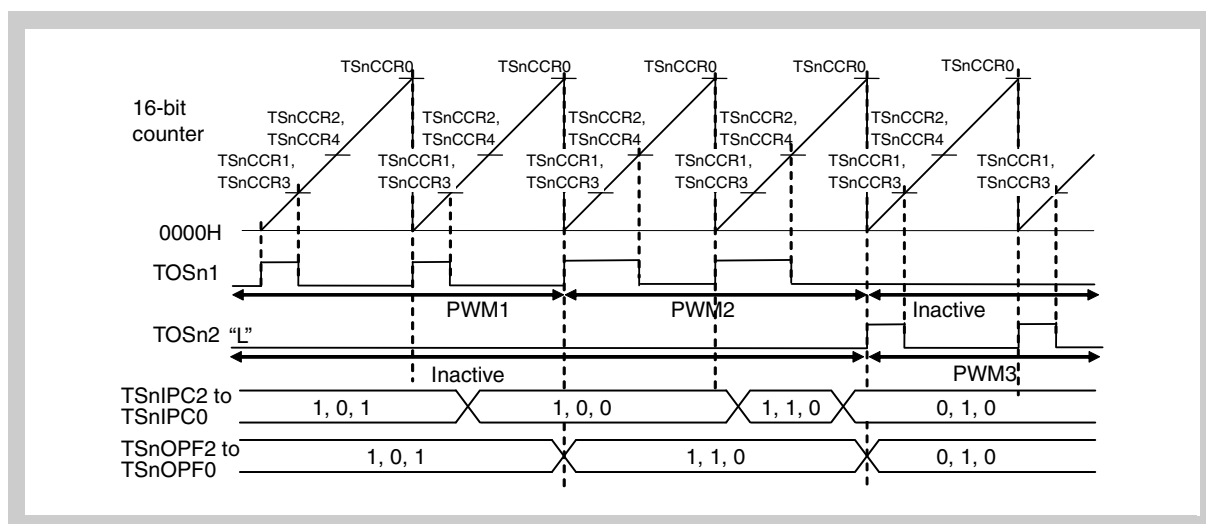 TSnCCR0 TSnCCR0 TSnCCR0 TSnCCR0 TSnCCR0
16-bit
counter
TSnCCR2,
TSnCCR4
TSnCCR2,
TSnCCR4
TSnCCR2,
TSnCCR4
TSnCCR2,
TSnCCR4
TSnCCR2,
TSnCCR4
TSnCCR1,
TSnCCR3
TSnCCR1,
TSnCCR3
TSnCCR1,
TSnCCR3
TSnCCR1,
TSnCCR3
TSnCCR1,
TSnCCR3
TSnCCR1,
TSnCCR3
0000H
TOSn1
PWM1 PWM2 Inactive
TOSn2 “L”
Inactive PWM3
TSnIPC2 to
TSnIPC0
1, 0, 1 1, 0, 0 1, 1, 0 0, 1, 0
TSnOPF2 to
TSnOPF0
1, 0, 1 1, 1, 0 0, 1, 0